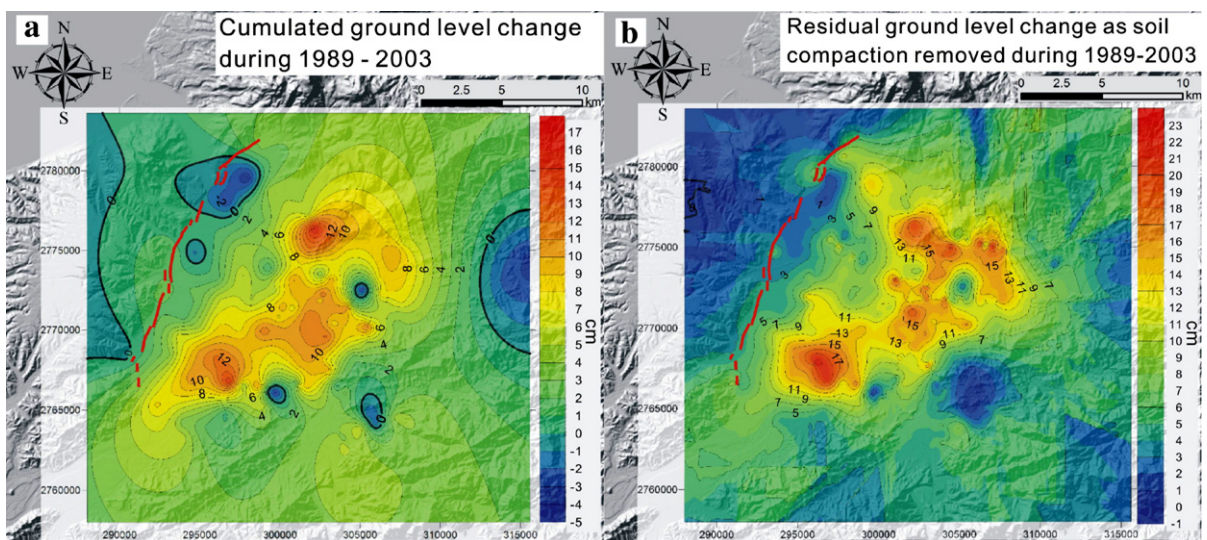 a
Cumulated ground level change
during 1989 - 2003
N
W
E
S
0 2.5 5 10
km
2780000
2775000
2770000
2765000
2760000
290000 295000 300000 305000 310000 315000
17
16
15
14
13
12
11
10
9
8
7
6
5
4
3
2
1
0
-1
-2
-3
-4
-5
cm
b
Residual ground level change as soil
compaction removed during 1989-2003
N
W
E
S
0 2.5 5 10
km
2780000
2775000
2770000
2765000
2760000
290000 295000 300000 305000 310000 315000
23
22
21
20
19
18
17
16
15
14
13
12
11
10
9
8
7
6
5
4
3
2
1
0
-1
cm